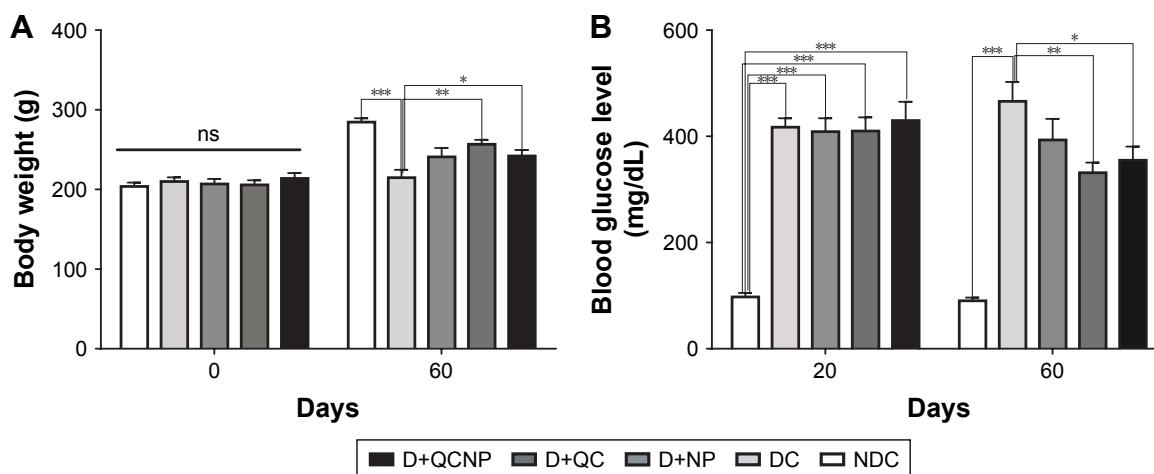 A
Body weight (g)
400
300
200
100
0
ns
***
**
*
0
60
Days
B
Blood glucose level
(mg/dL)
600
400
200
0
***
***
***
***
***
**
*
20
60
Days
D+QCNP D+QC D+NP DC NDC